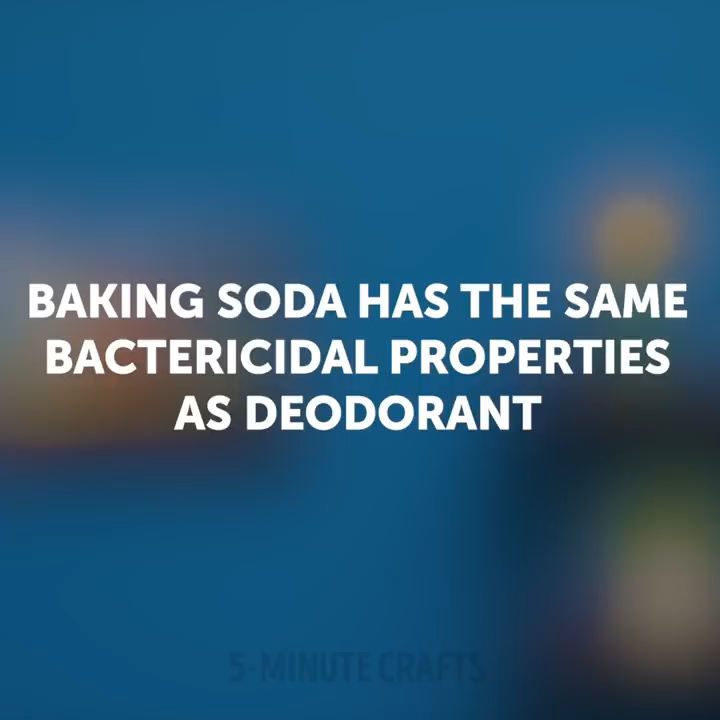 BAKING SODA HAS THE SAME
BACTERICIDAL PROPERTIES
AS DEODORANT
5-MINUTE CRAFTS